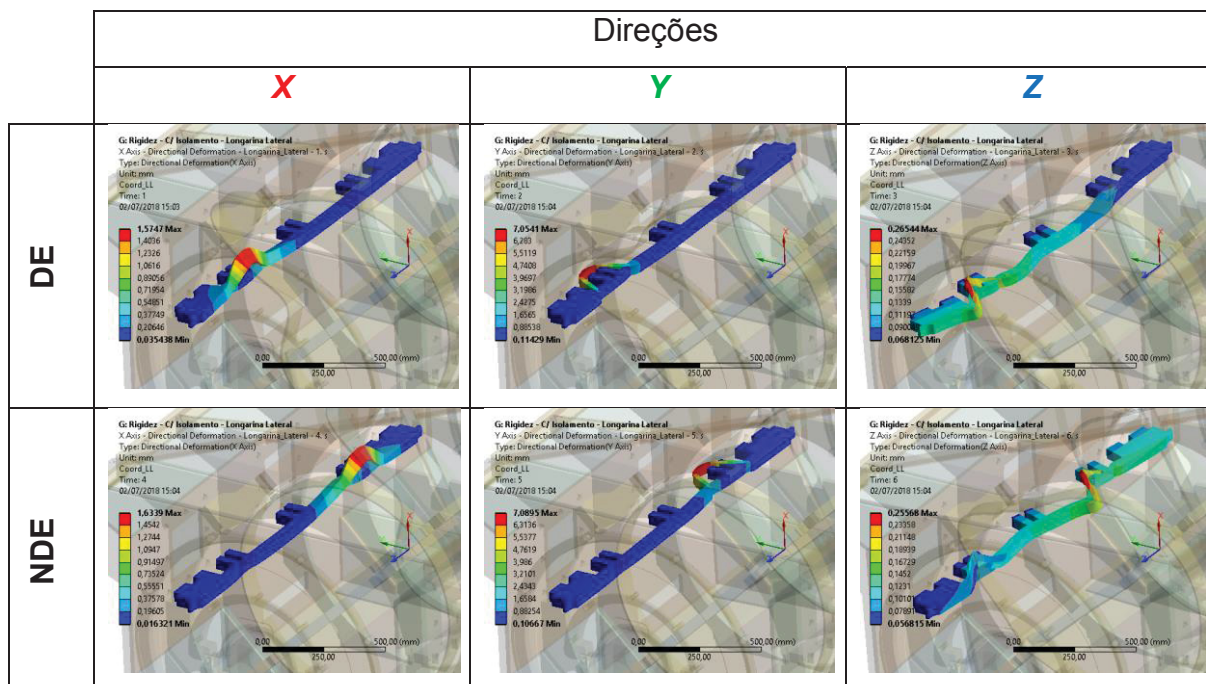 Direções
X
Y
Z
DE
G: Rigidez - C/ Isolamento - Longarina Lateral
X Axis - Directional Deformation - Longarina_Lateral - 1. s
Type: Directional Deformation(X Axis)
Unit: mm
Coord_LL
Time: 1
02/07/2018 15:03
1,5747 Max
1,4036
1,2326
1,0616
0,89056
0,71954
0,54851
0,37749
0,20646
0,035438 Min
X
0,00
250,00
500,00 (mm)
G: Rigidez - C/ Isolamento - Longarina Lateral
Y Axis - Directional Deformation - Longarina_Lateral - 2. s
Type: Directional Deformation(Y Axis)
Unit: mm
Coord_LL
Time: 2
02/07/2018 15:04
7,0541 Max
6,283
5,5119
4,7408
3,9697
3,1986
2,4275
1,6565
0,88538
0,11429 Min
X
0,00
250,00
500,00 (mm)
G: Rigidez - C/ Isolamento - Longarina Lateral
Z Axis - Directional Deformation - Longarina_Lateral - 3. s
Type: Directional Deformation(Z Axis)
Unit: mm
Coord_LL
Time: 3
02/07/2018 15:04
0,26544 Max
0,24352
0,22159
0,19967
0,17774
0,15582
0,1339
0,11197
0,068125 Min
X
0,00
250,00
500,00 (mm)
NDE
G: Rigidez - C/ Isolamento - Longarina Lateral
X Axis - Directional Deformation - Longarina_Lateral - 4. s
Type: Directional Deformation(X Axis)
Unit: mm
Coord_LL
Time: 4
02/07/2018 15:04
1,6339 Max
1,4542
1,2744
1,0947
0,91497
0,73524
0,55551
0,37578
0,19605
0,016321 Min
X
0,00
250,00
500,00 (mm)
G: Rigidez - C/ Isolamento - Longarina Lateral
Y Axis - Directional Deformation - Longarina_Lateral - 5. s
Type: Directional Deformation(Y Axis)
Unit: mm
Coord_LL
Time: 5
02/07/2018 15:04
7,0895 Max
6,3136
5,5377
4,7619
3,986
3,2101
2,4343
1,6584
0,88254
0,10667 Min
X
0,00
250,00
500,00 (mm)
G: Rigidez - C/ Isolamento - Longarina Lateral
Z Axis - Directional Deformation - Longarina_Lateral - 6. s
Type: Directional Deformation(Z Axis)
Unit: mm
Coord_LL
Time: 6
02/07/2018 15:04
0,25568 Max
0,23358
0,21148
0,18939
0,16729
0,1452
0,1231
0,10101
0,07891
0,056815 Min
X
0,00
250,00
500,00 (mm)